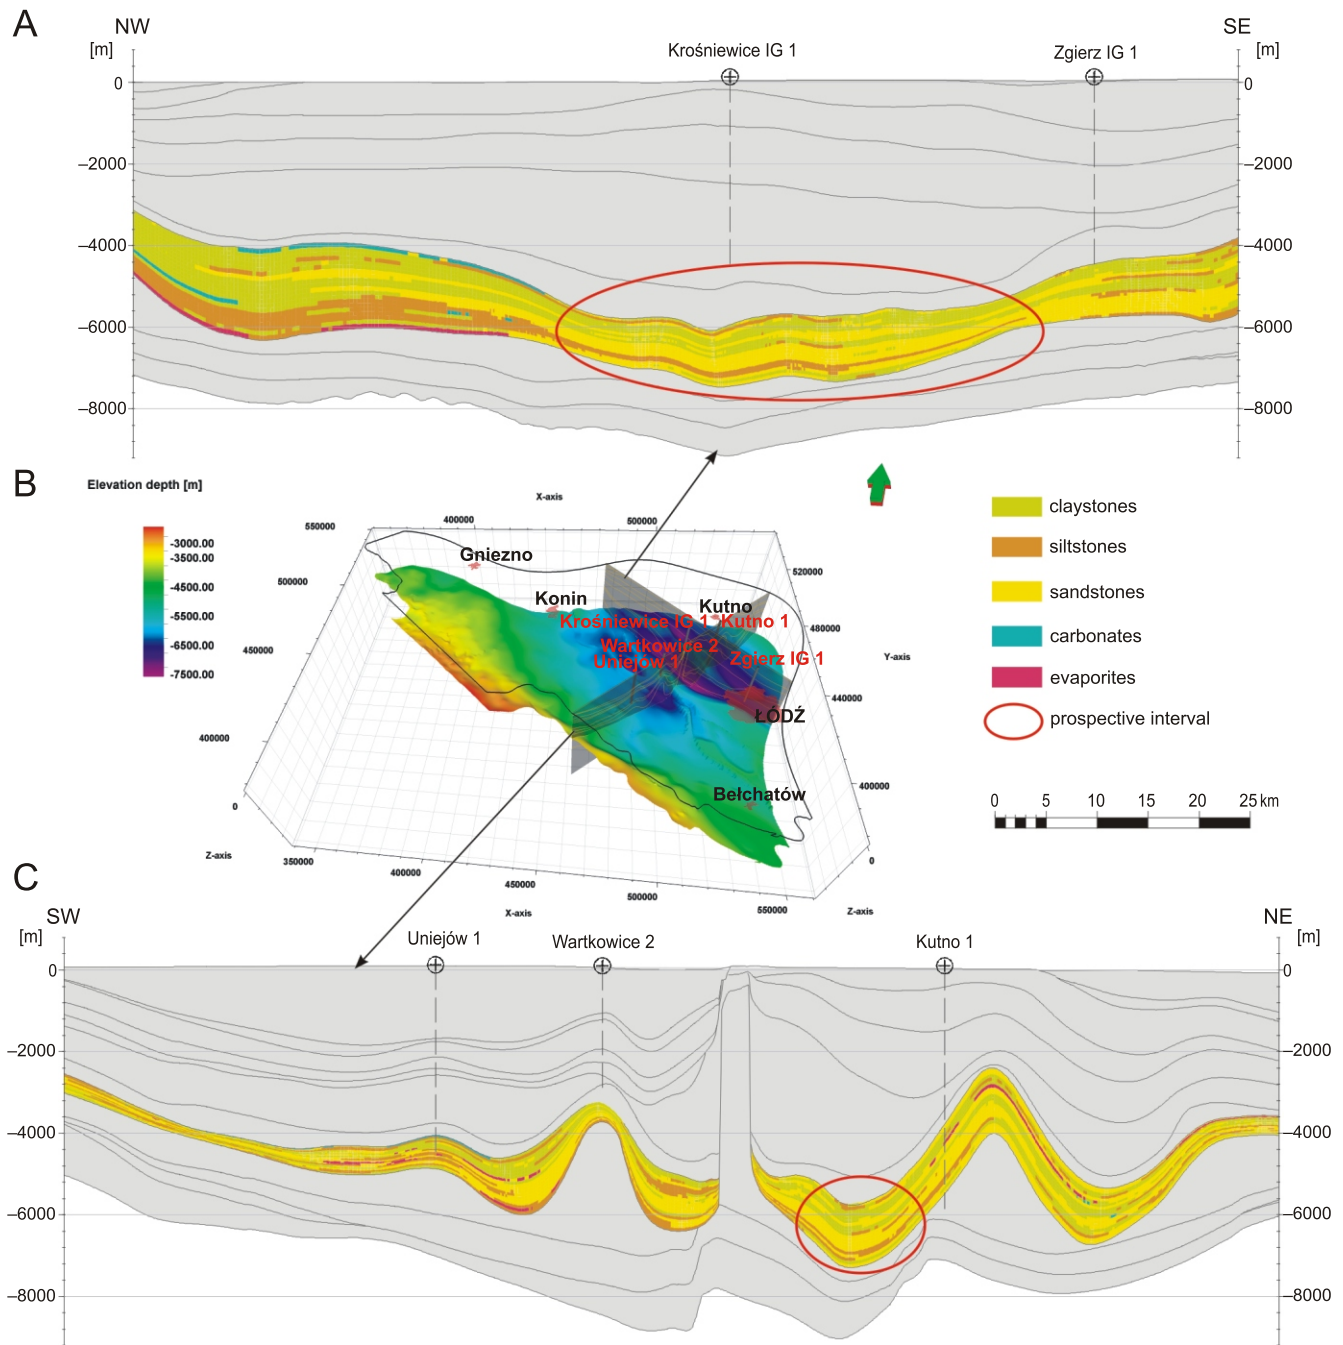 A
NW
SE
[m]
Krośniewice IG 1
Zgierz IG 1
[m]
0
0
–2000
–2000
–4000
–4000
–6000
–6000
–8000
–8000
B
Elevation depth [m]
-3000.00
-3500.00
-4500.00
-5500.00
-6500.00
-7500.00
X-axis
550000
400000
500000
520000
500000
480000
450000
Y-axis
440000
400000
400000
0
0
Z-axis
350000
400000
450000
500000
550000
X-axis
Z-axis
Gniezno
Konin
Kutno
Krośniewice IG 1
Kutno 1
Wartkowice 2
Uniejów 1
Zgierz IG 1
ŁÓDŹ
Bełchatów
claystones
siltstones
sandstones
carbonates
evaporites
prospective interval
0 5 10 15 20 25 km
C
SW
NE
[m]
Uniejów 1
Wartkowice 2
Kutno 1
[m]
0
0
–2000
–2000
–4000
–4000
–6000
–6000
–8000
–8000